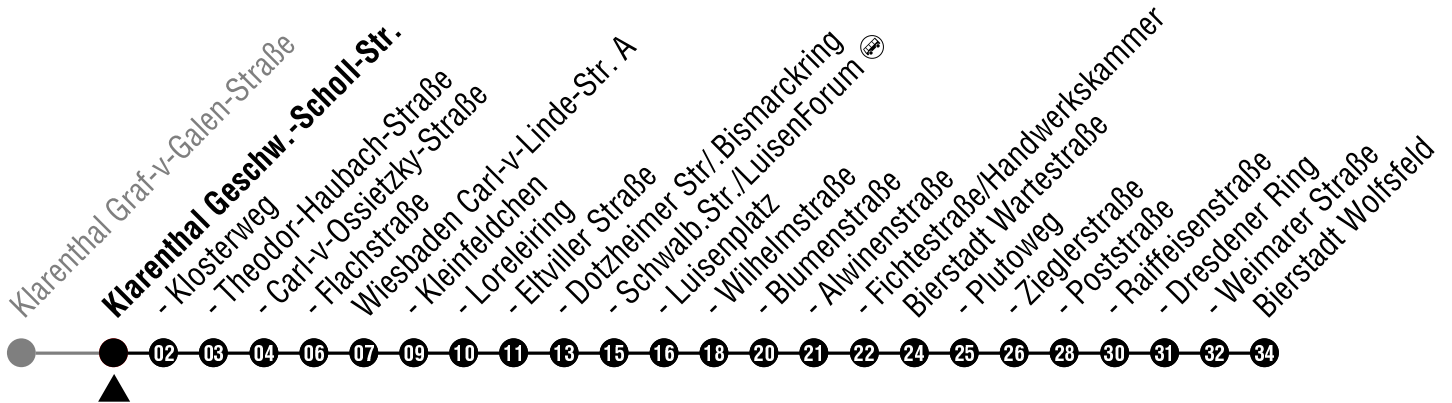 Klarenthal Graf-v-Galen-Straße
Klarenthal Geschw.-Scholl-Str.
- Klosterweg
- Theodor-Haubach-Straße
- Carl-v-Ossietzky-Straße
- Flachstraße
Wiesbaden Carl-v-Linde-Str. A
- Kleinfeldchen
- Loreleiring
- Eltviller Straße
- Dotzheimer Str/.Bismarckring
- Schwalb.Str./LuisenForum
- Luisenplatz
- Wilhelmstraße
- Blumenstraße
- Alwinenstraße
- Fichtestraße/Handwerkskammer
Bierstadt Wartestraße
- Plutoweg
- Zieglerstraße
- Poststraße
- Raiffeisenstraße
- Dresdener Ring
- Weimarer Straße
Bierstadt Wolfsfeld
02 03 04 06 07 09 10 11 13 15 16 18 20 21 22 24 25 26 28 30 31 32 34